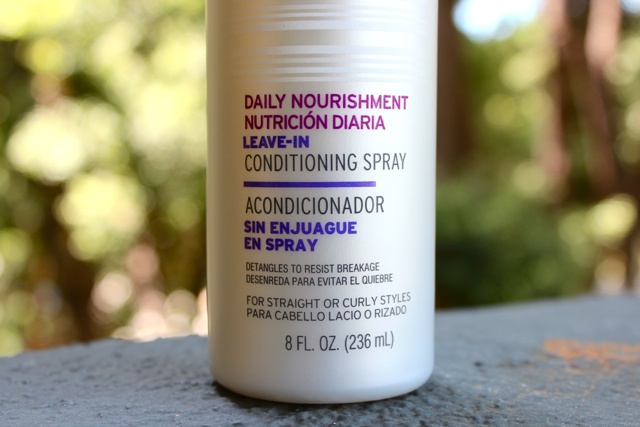 DAILY NOURISHMENT
NUTRICIÓN DIARIA
LEAVE-IN
CONDITIONING SPRAY
ACONDICIONADOR
SIN ENJUAGUE
EN SPRAY
DETANGLES TO RESIST BREAKAGE
DESENREDA PARA EVITAR EL QUIEBRE
FOR STRAIGHT OR CURLY STYLES
PARA CABELLO LACIO O RIZADO
8 FL. OZ. (236 mL)